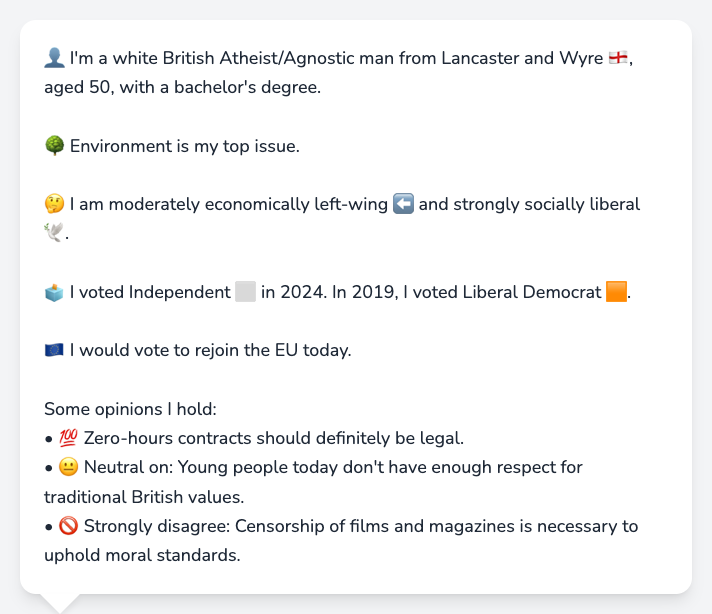 👤 I'm a white British Atheist/Agnostic man from Lancaster and Wyre 🏴󠁧󠁢󠁥󠁮󠁧󠁿,
aged 50, with a bachelor's degree.
🌳 Environment is my top issue.
🤔 I am moderately economically left-wing ⬅️ and strongly socially liberal
🕊️.
🗳️ I voted Independent ⬜ in 2024. In 2019, I voted Liberal Democrat 🟧.
🇪🇺 I would vote to rejoin the EU today.
Some opinions I hold:
• 💯 Zero-hours contracts should definitely be legal.
• 😐 Neutral on: Young people today don't have enough respect for
traditional British values.
• 🚫 Strongly disagree: Censorship of films and magazines is necessary to
uphold moral standards.